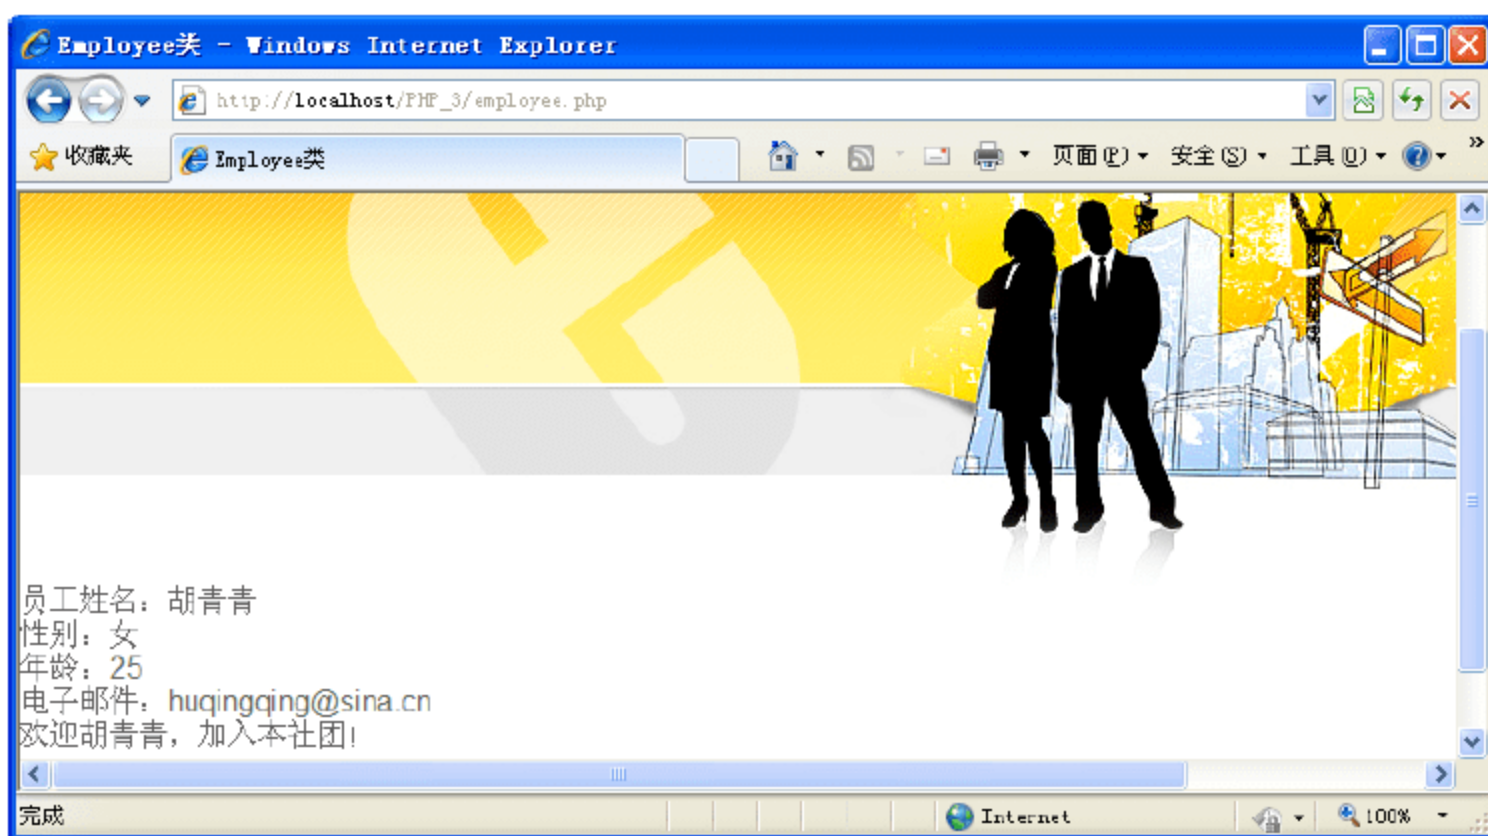 Employee类 - Windows Internet Explorer
http://localhost/PHP_3/employee.php
收藏夹
Employee类
页面(P) 安全(S) 工具(O)
员工姓名：胡青青
性别：女
年龄：25
电子邮件：huqingqing@sina.cn
欢迎胡青青，加入本社团！
完成
Internet
100%